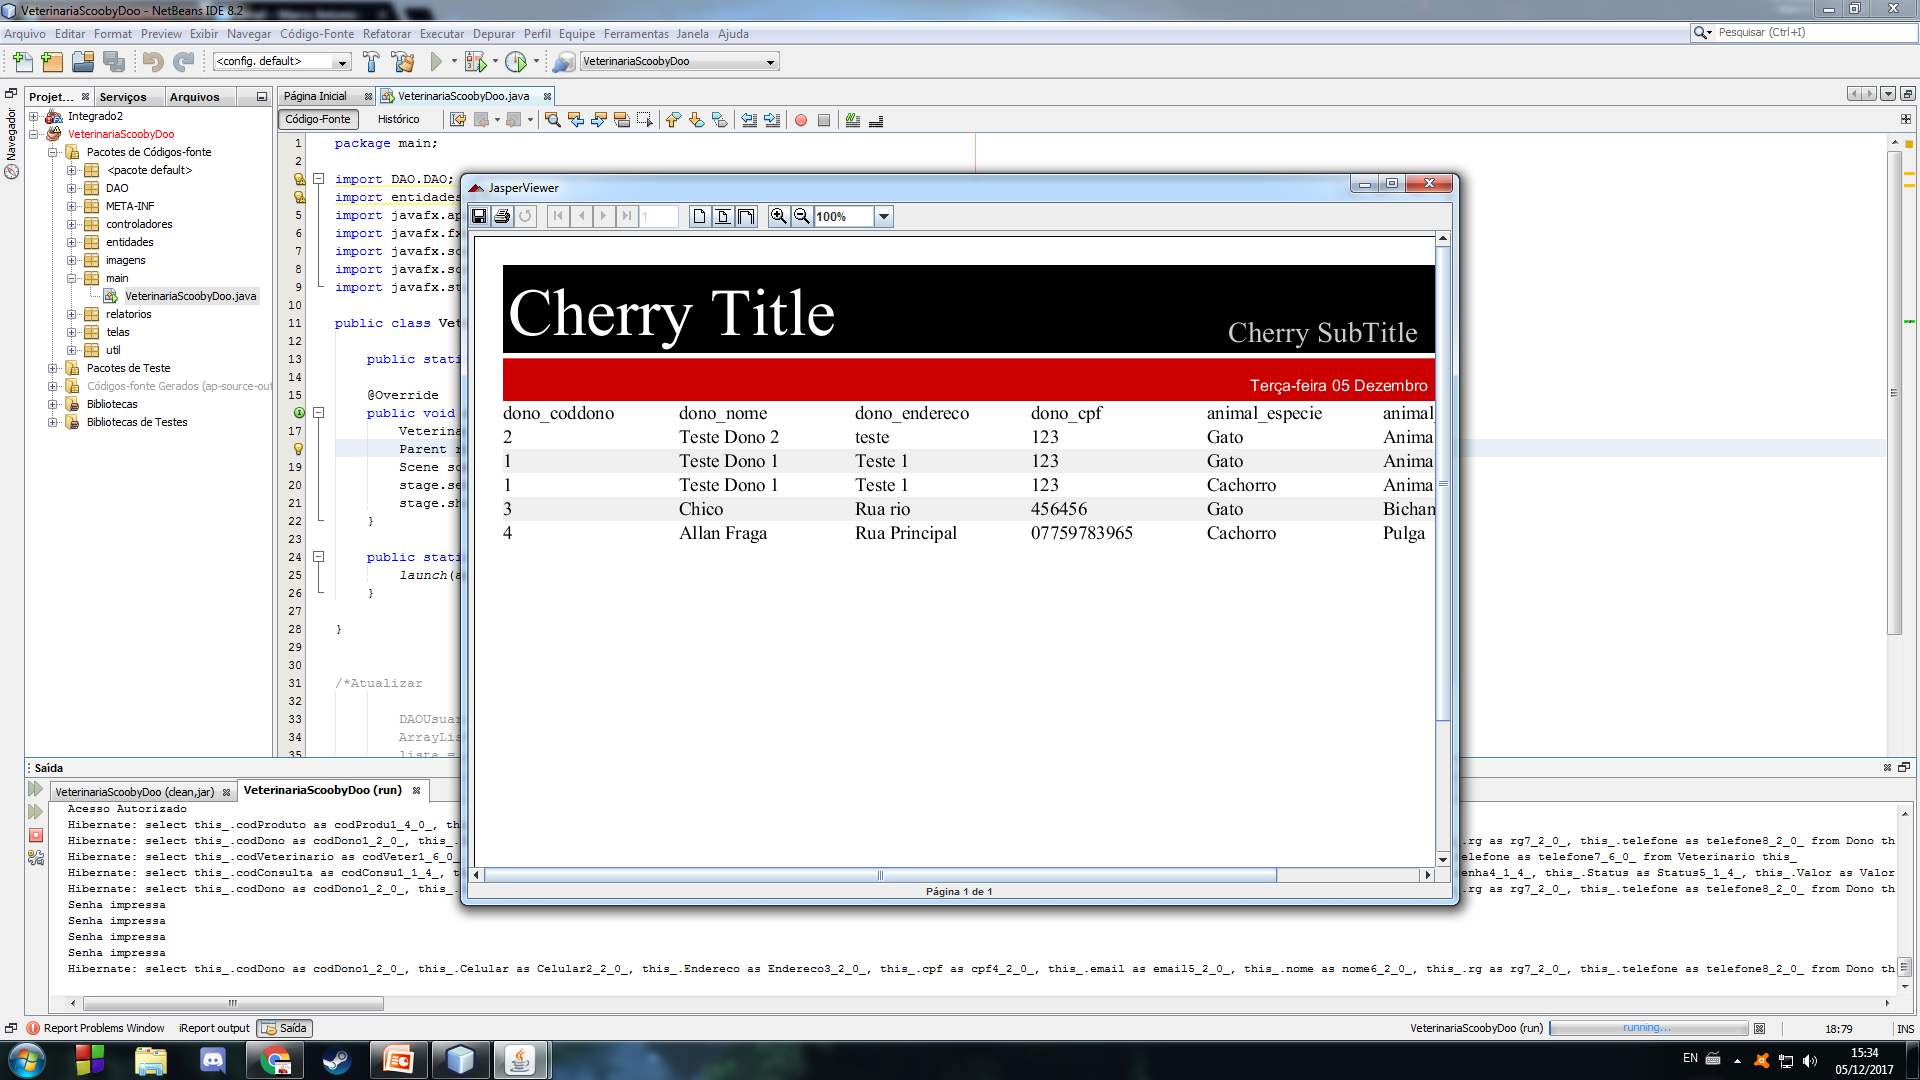 VeterinariaScoobyDoo - NetBeans IDE 8.2
Arquivo Editar Format Preview Exibir Navegar Código-Fonte Refatorar Executar Depurar Perfil Equipe Ferramentas Janela Ajuda
Pesquisar (Ctrl+I)
<config. default>
VeterinariaScoobyDoo
Projet... Serviços Arquivos
Página Inicial VeterinariaScoobyDoo.java
Código-Fonte Histórico
Navegador
Integrado2
VeterinariaScoobyDoo
Pacotes de Códigos-fonte
<pacote default>
DAO
META-INF
controladores
entidades
imagens
main
VeterinariaScoobyDoo.java
relatorios
telas
util
Pacotes de Teste
Códigos-fonte Gerados (ap-source-out
Bibliotecas
Bibliotecas de Testes
1 package main;
2
import DAO.DAO;
import entidades
5 import javafx.ap
6 import javafx.fx
7 import javafx.sc
8 import javafx.sc
9 import javafx.st
10
11 public class Vet
12
13 public stati
14
15 @Override
public void
17 Veterina
Parent r
19 Scene sc
20 stage.se
21 stage.sh
22 }
23
24 public stati
25 launch(a
26 }
27
28 }
29
30
31 /*Atualizar
32
33 DAOUsuar
34 ArrayLis
35 lista =
JasperViewer
1
100%
Cherry Title
Cherry SubTitle
Terça-feira 05 Dezembro
dono_coddono dono_nome dono_endereco dono_cpf animal_especie animal_
2 Teste Dono 2 teste 123 Gato Anima
1 Teste Dono 1 Teste 1 123 Gato Anima
1 Teste Dono 1 Teste 1 123 Cachorro Anima
3 Chico Rua rio 456456 Gato Bichan
4 Allan Fraga Rua Principal 07759783965 Cachorro Pulga
Página 1 de 1
Saída
VeterinariaScoobyDoo (clean,jar) VeterinariaScoobyDoo (run)
Acesso Autorizado
Hibernate: select this_.codProduto as codProdu1_4_0_, th
Hibernate: select this_.codDono as codDono1_2_0_, this_. .rg as rg7_2_0_, this_.telefone as telefone8_2_0_ from Dono th
Hibernate: select this_.codVeterinario as codVeter1_6_0_ elefone as telefone7_6_0_ from Veterinario this_
Hibernate: select this_.codConsulta as codConsu1_1_4_, t enha4_1_4_, this_.Status as Status5_1_4_, this_.Valor as Valor
Hibernate: select this_.codDono as codDono1_2_0_, this_. .rg as rg7_2_0_, this_.telefone as telefone8_2_0_ from Dono th
Senha impressa
Senha impressa
Senha impressa
Senha impressa
Hibernate: select this_.codDono as codDono1_2_0_, this_.Celular as Celular2_2_0_, this_.Endereco as Endereco3_2_0_, this_.cpf as cpf4_2_0_, this_.email as email5_2_0_, this_.nome as nome6_2_0_, this_.rg as rg7_2_0_, this_.telefone as telefone8_2_0_ from Dono th
Report Problems Window iReport output Saída
VeterinariaScoobyDoo (run) running... 18:79 INS
EN
15:34
05/12/2017